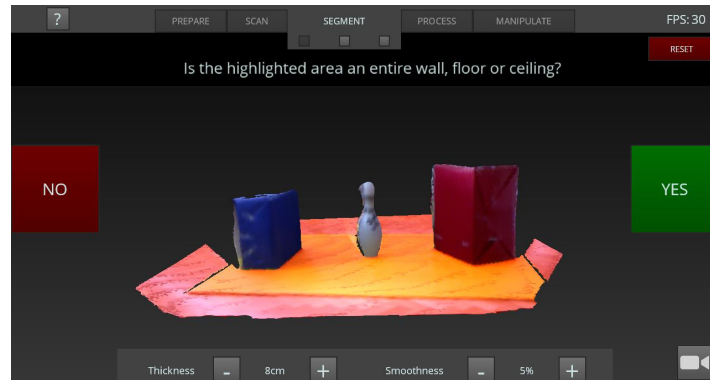 ?
PREPARE
SCAN
SEGMENT
PROCESS
MANIPULATE
FPS: 30
RESET
Is the highlighted area an entire wall, floor or ceiling?
NO
YES
Thickness - 8cm + Smoothness - 5% +